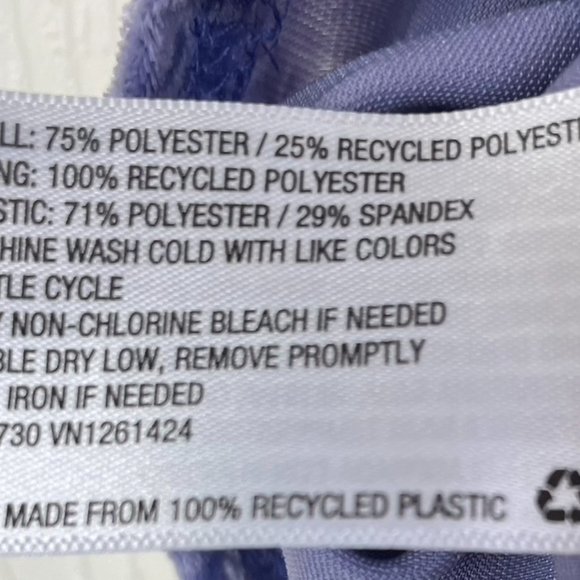 LL: 75% POLYESTER / 25% RECYCLED POLYESTE
NG: 100% RECYCLED POLYESTER
STIC: 71% POLYESTER / 29% SPANDEX
HINE WASH COLD WITH LIKE COLORS
TLE CYCLE
Y NON-CHLORINE BLEACH IF NEEDED
BLE DRY LOW, REMOVE PROMPTLY
IRON IF NEEDED
730 VN1261424
MADE FROM 100% RECYCLED PLASTIC